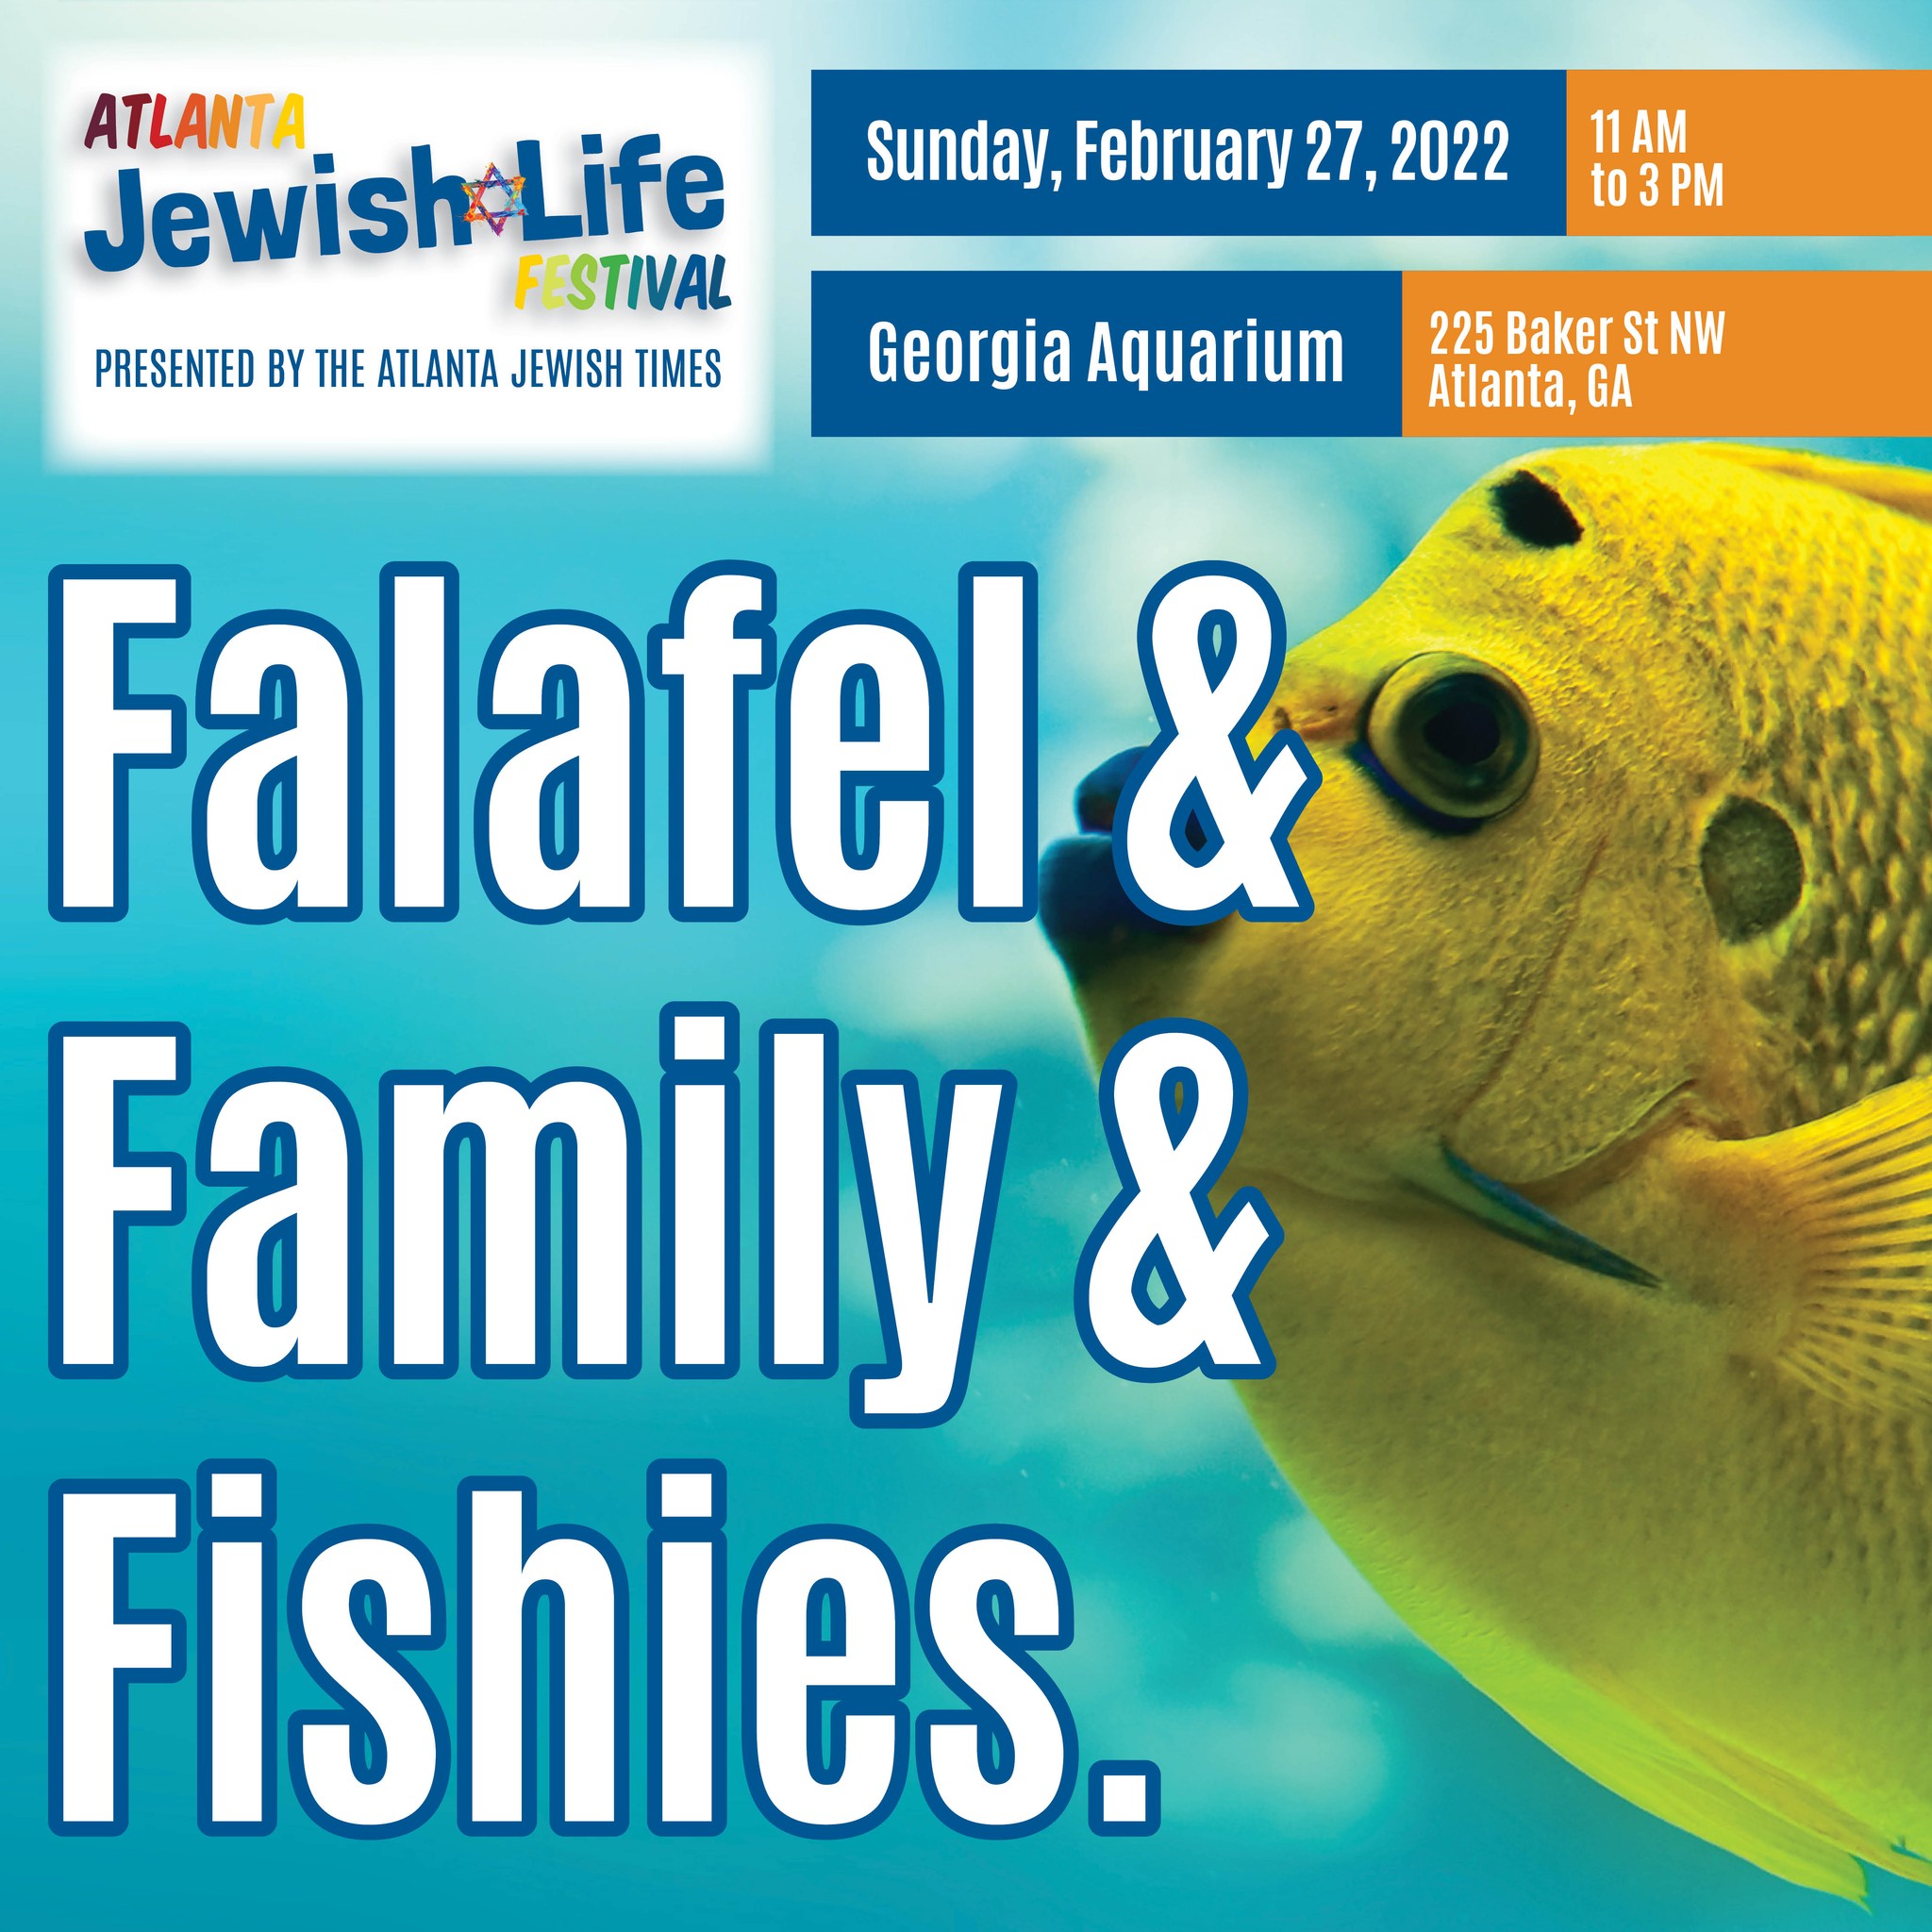 ATLANTA
Jewish Life
FESTIVAL
PRESENTED BY THE ATLANTA JEWISH TIMES
Sunday, February 27, 2022
11 AM
to 3 PM
Georgia Aquarium
225 Baker St NW
Atlanta, GA
Falafel &
Family &
Fishies.